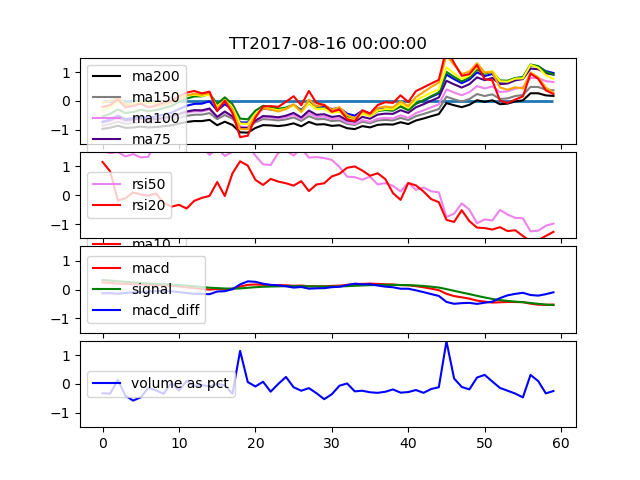 TT2017-08-16 00:00:00
1
0
−1
ma200
ma150
ma100
ma75
1
0
−1
rsi50
rsi20
ma10
1
0
−1
macd
signal
macd_diff
1
0
−1
volume as pct
0 10 20 30 40 50 60